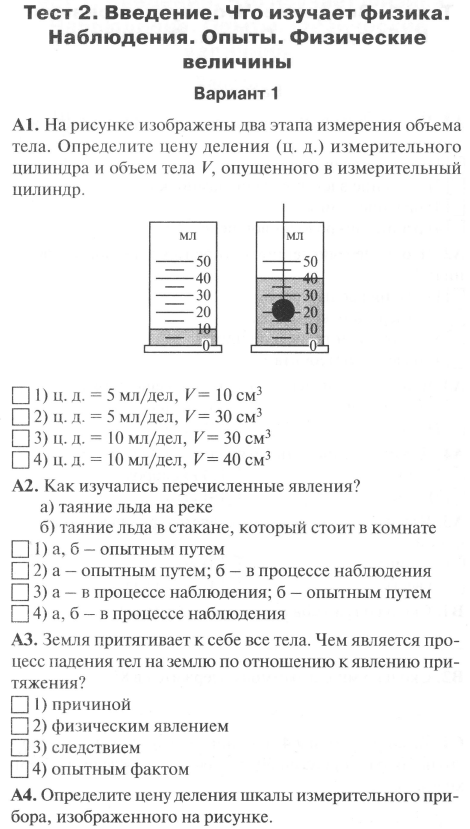 Тест 2. Введение. Что изучает физика.
Наблюдения. Опыты. Физические
величины
Вариант 1
А1. На рисунке изображены два этапа измерения объема
тела. Определите цену деления (ц. д.) измерительного
цилиндра и объем тела V, опущенного в измерительный
цилиндр.
мл
50
40
30
20
10
0
мл
50
40
30
20
10
0
1) ц. д. = 5 мл/дел, V = 10 см³
2) ц. д. = 5 мл/дел, V = 30 см³
3) ц. д. = 10 мл/дел, V = 30 см³
4) ц. д. = 10 мл/дел, V = 40 см³
А2. Как изучались перечисленные явления?
а) таяние льда на реке
б) таяние льда в стакане, который стоит в комнате
1) а, б – опытным путем
2) а – опытным путем; б – в процессе наблюдения
3) а – в процессе наблюдения; б – опытным путем
4) а, б – в процессе наблюдения
А3. Земля притягивает к себе все тела. Чем является про-
цесс падения тел на землю по отношению к явлению при-
тяжения?
1) причиной
2) физическим явлением
3) следствием
4) опытным фактом
А4. Определите цену деления шкалы измерительного при-
бора, изображенного на рисунке.